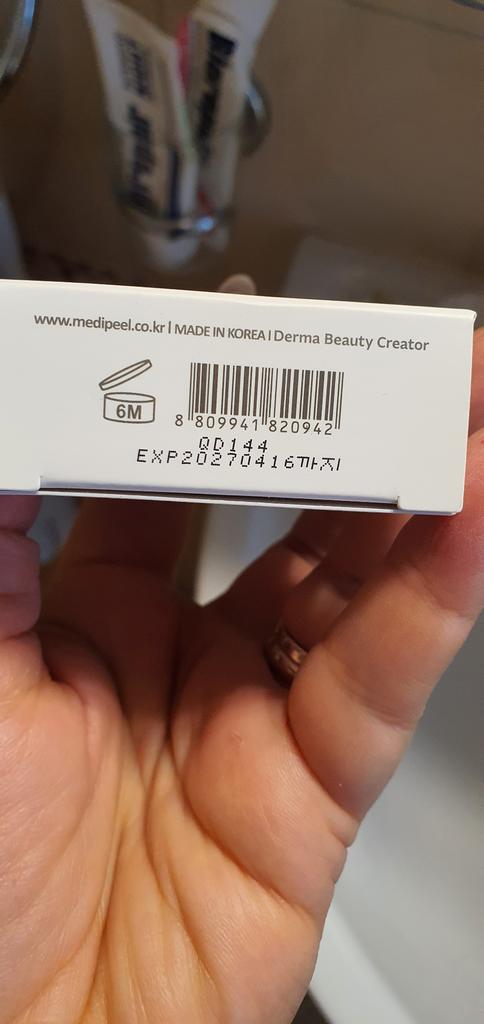 www.medipeel.co.kr | MADE IN KOREA | Derma Beauty Creator
6M
8 809941 820942
QD144
EXP20270416까지